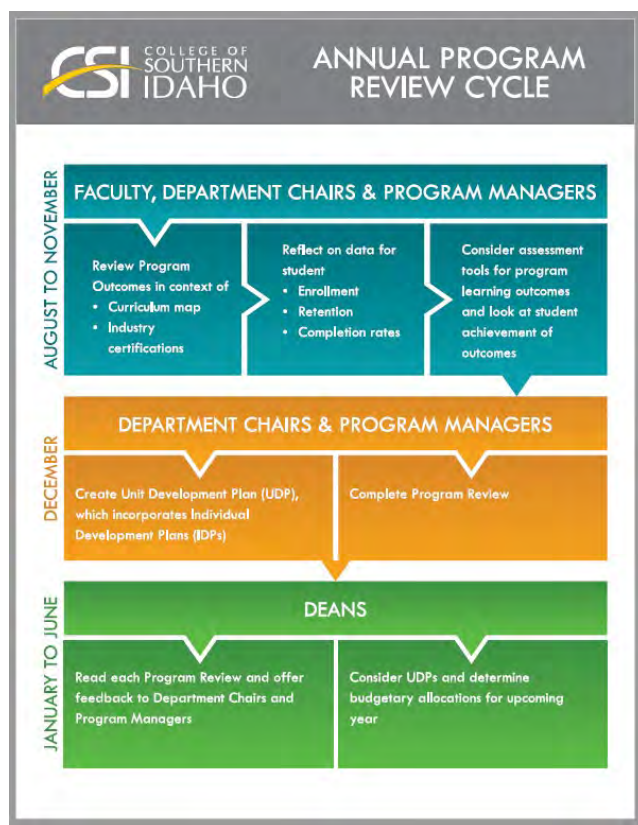 CSI
COLLEGE OF
SOUTHERN
IDAHO
ANNUAL PROGRAM
REVIEW CYCLE
AUGUST TO NOVEMBER
FACULTY, DEPARTMENT CHAIRS & PROGRAM MANAGERS
Review Program
Outcomes in context of
• Curriculum map
• Industry
certifications
Reflect on data for
student
• Enrollment
• Retention
• Completion rates
Consider assessment
tools for program
learning outcomes
and look at student
achievement of
outcomes
DECEMBER
DEPARTMENT CHAIRS & PROGRAM MANAGERS
Create Unit Development Plan (UDP),
which incorporates Individual
Development Plans (IDPs)
Complete Program Review
JANUARY TO JUNE
DEANS
Read each Program Review and offer
feedback to Department Chairs and
Program Managers
Consider UDPs and determine
budgetary allocations for upcoming
year